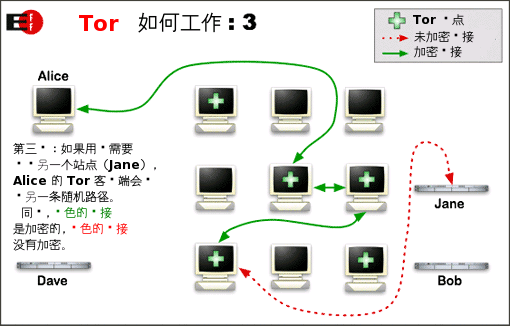 EFF
Tor 如何工作：3
Tor ·点
未加密·接
加密·接
Alice
第三·：如果用·需要
··另一个站点（Jane），
Alice 的 Tor 客·端会·
·另一条随机路径。
同·，·色的·接
是加密的，·色的·接
没有加密。
Jane
Dave
Bob